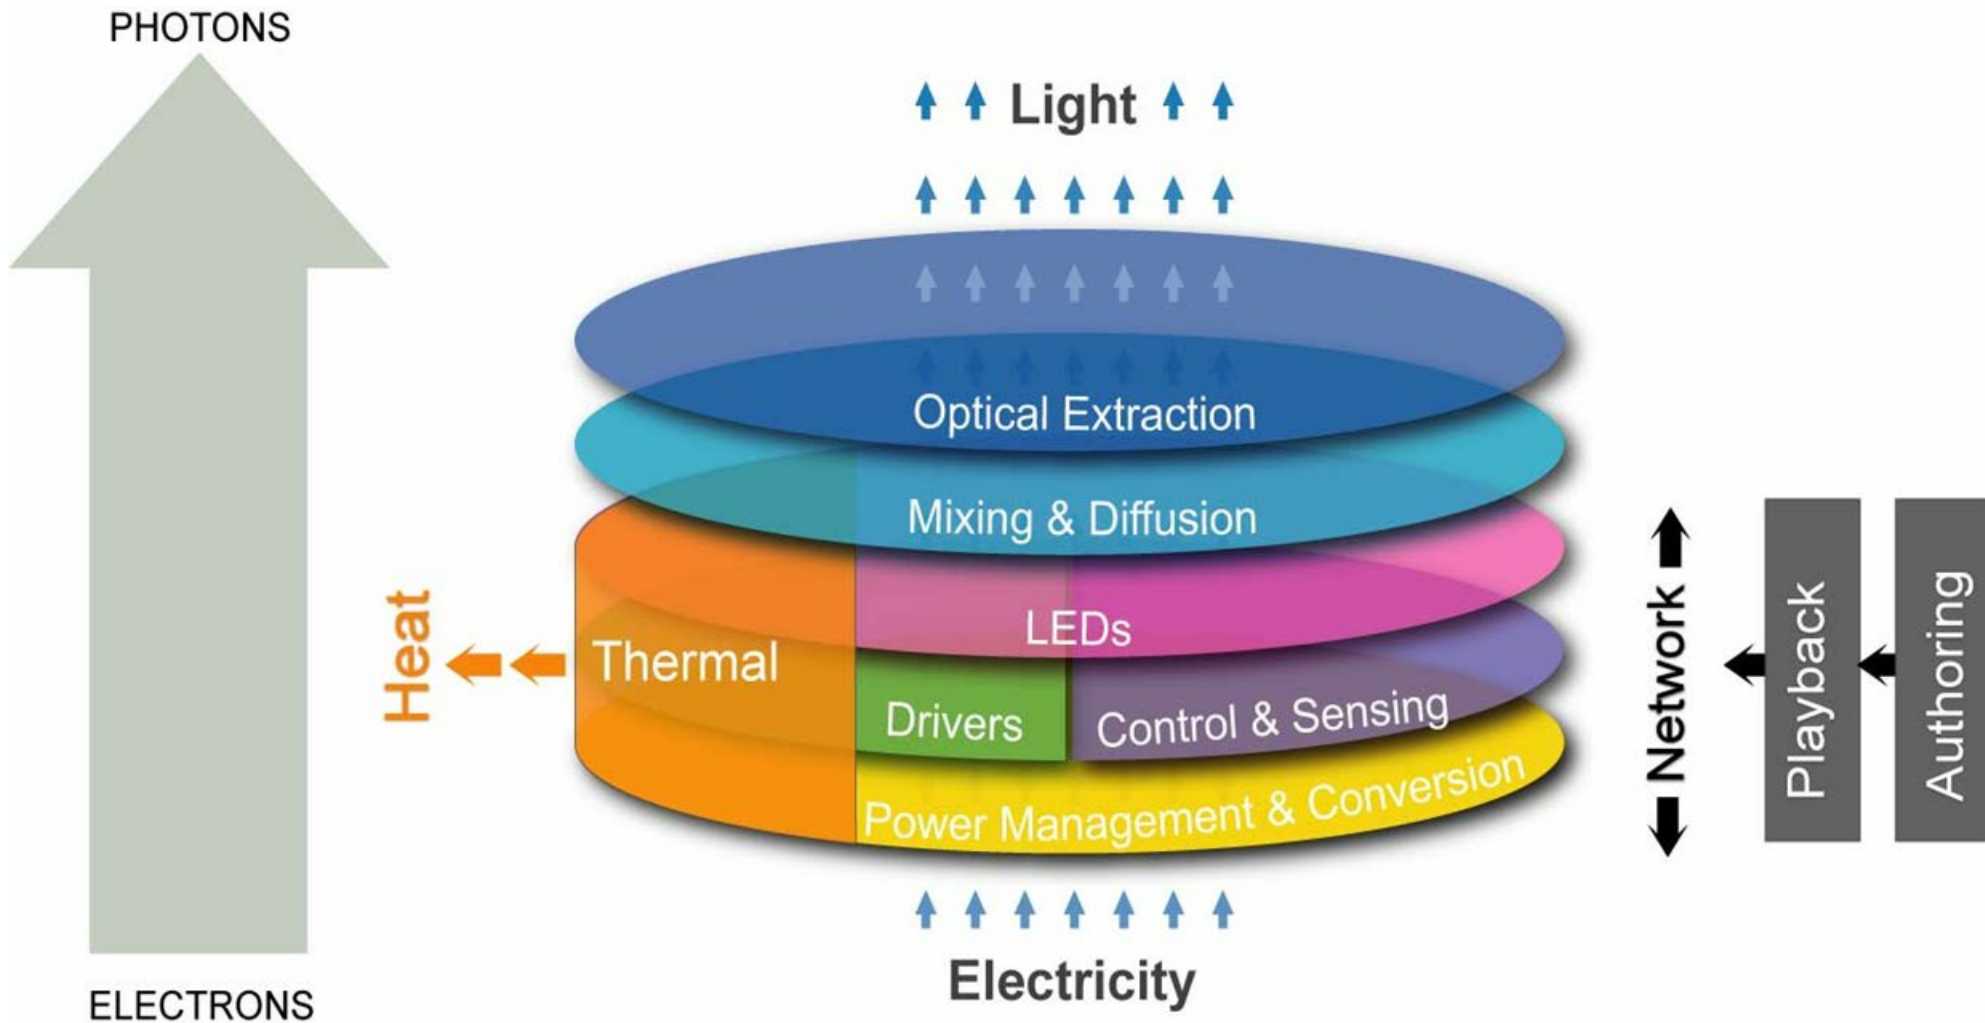 PHOTONS
Light
Optical Extraction
Mixing & Diffusion
LEDs
Heat
Thermal
Drivers
Control & Sensing
Power Management & Conversion
Network
Playback
Authoring
Electricity
ELECTRONS